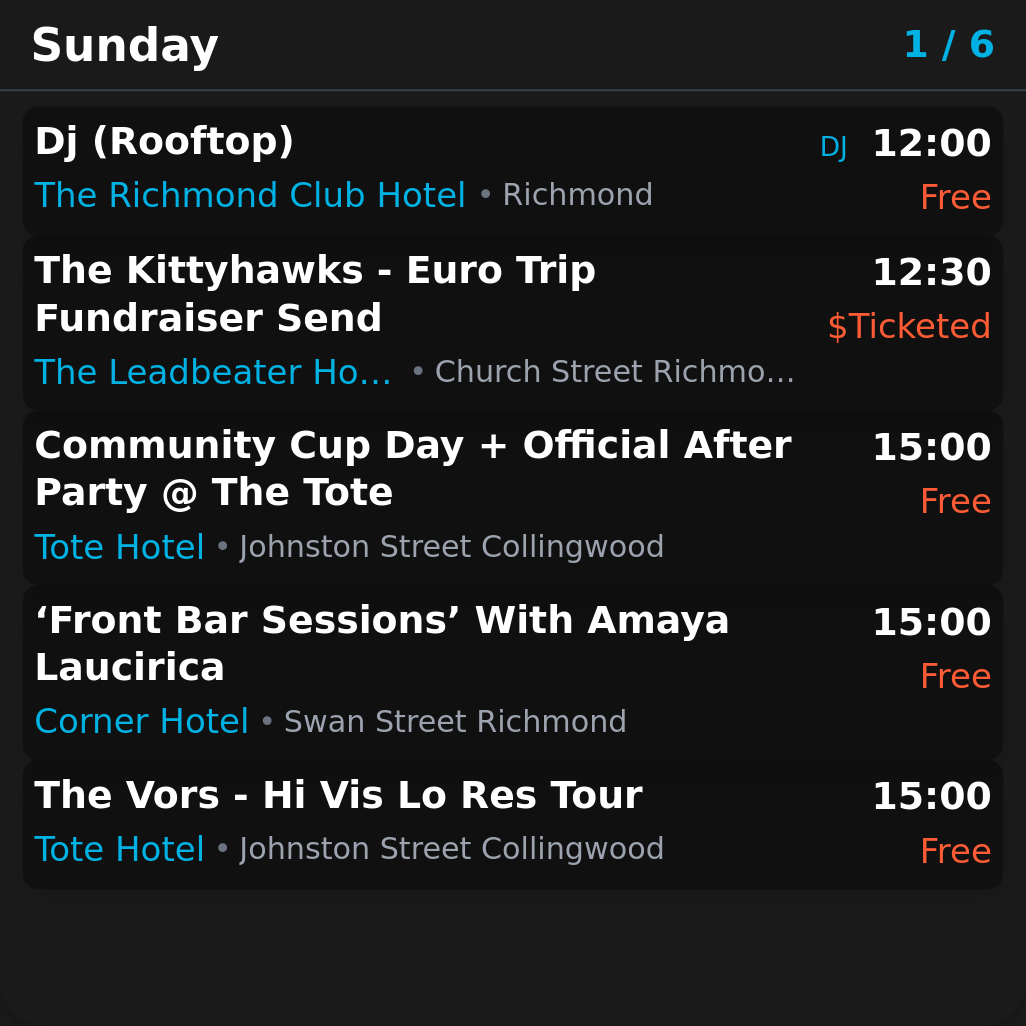 Sunday 1 / 6
Dj (Rooftop) DJ 12:00
The Richmond Club Hotel • Richmond Free
The Kittyhawks - Euro Trip 12:30
Fundraiser Send $Ticketed
The Leadbeater Ho… • Church Street Richmo…
Community Cup Day + Official After 15:00
Party @ The Tote Free
Tote Hotel • Johnston Street Collingwood
‘Front Bar Sessions’ With Amaya 15:00
Laucirica Free
Corner Hotel • Swan Street Richmond
The Vors - Hi Vis Lo Res Tour 15:00
Tote Hotel • Johnston Street Collingwood Free